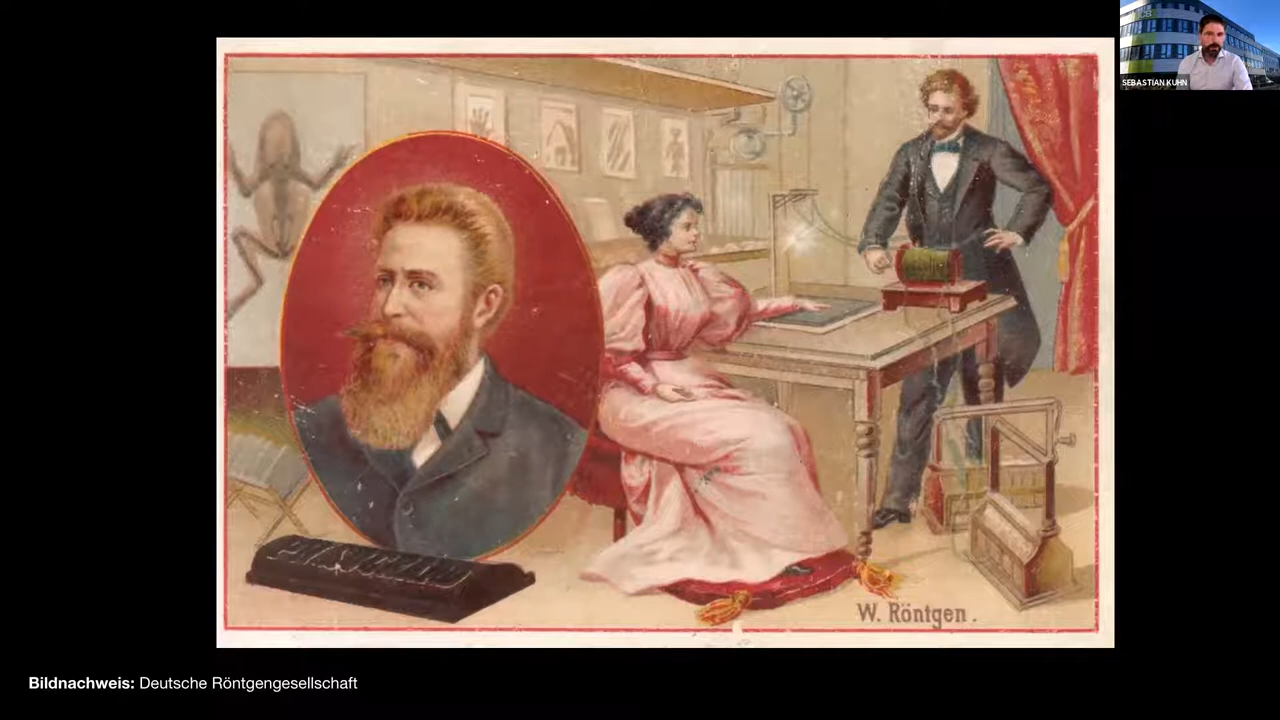 SEBASTIAN KUHN
W. Röntgen.
Bildnachweis: Deutsche Röntgengesellschaft